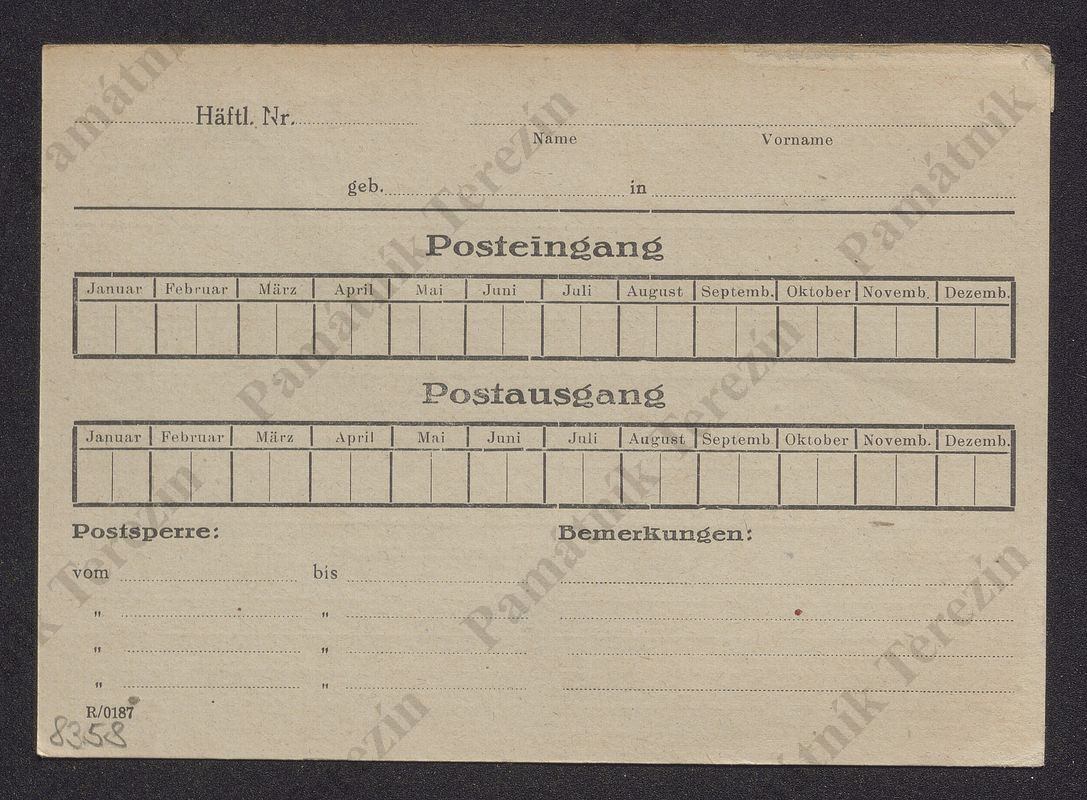 Häftl. Nr.
Name Vorname
geb. in
Posteingang
Januar Februar März April Mai Juni Juli August Septemb. Oktober Novemb. Dezemb.
Postausgang
Januar Februar März April Mai Juni Juli August Septemb. Oktober Novemb. Dezemb.
Postsperre: Bemerkungen:
vom bis
" "
" "
" "
R/0187
8358
Památník Terezín